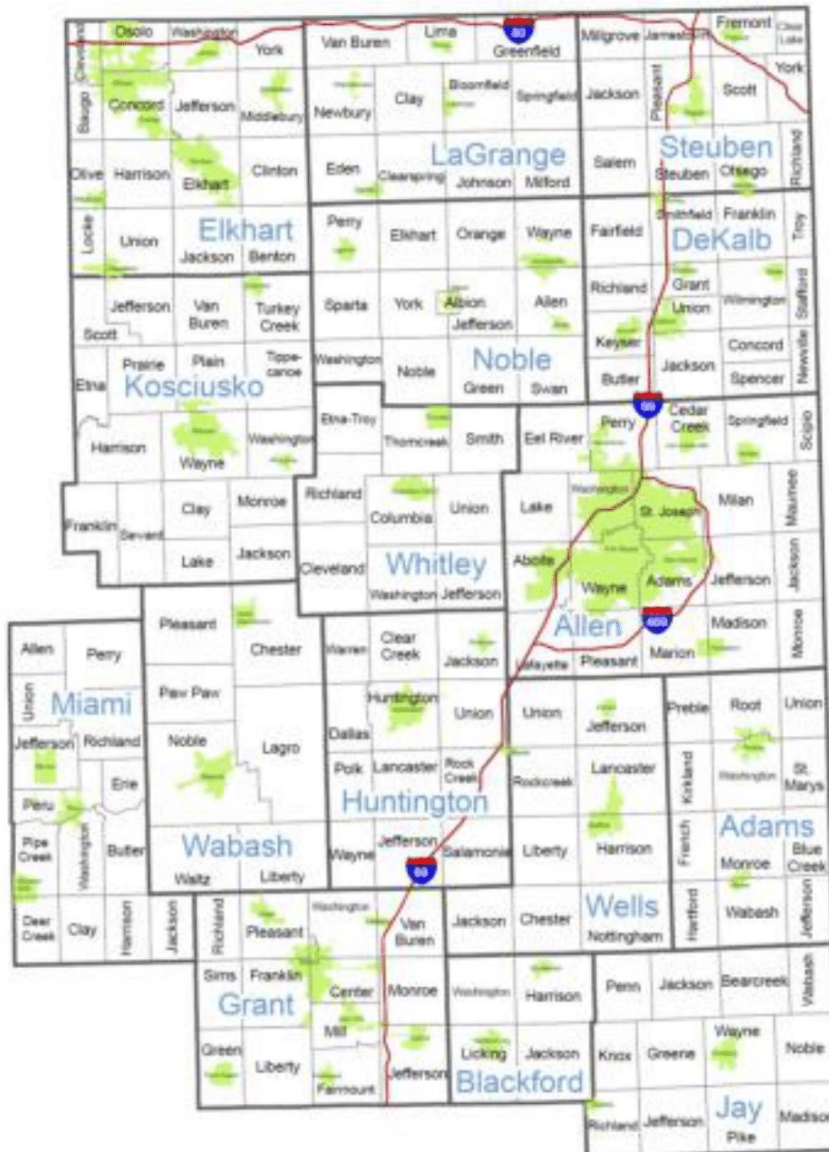 Osolo
Washington
Cleveland
York
Baugo
Concord
Jefferson
Middlebury
Olive
Harrison
Elkhart
Clinton
Locke
Union
Elkhart
Jackson
Benton
Van Buren
Lima
80
Greenfield
Newbury
Clay
Bloomfield
Springfield
LaGrange
Eden
Clearspring
Johnson
Milford
Millgrove
Jamestown
Fremont
Clear
Lake
York
Jackson
Pleasant
Scott
Steuben
Salem
Steuben
Otsego
Richland
Perry
Elkhart
Orange
Wayne
Sparta
York
Albion
Jefferson
Allen
Washington
Noble
Noble
Green
Swan
Fairfield
Smithfield
Franklin
Troy
DeKalb
Richland
Grant
Union
Wilmington
Stafford
Keyser
Jackson
Concord
Newville
Butler
Spencer
Jefferson
Van
Buren
Turkey
Creek
Scott
Etna
Prairie
Plain
Tippe-
canoe
Kosciusko
Harrison
Wayne
Washington
Franklin
Clay
Monroe
Lake
Jackson
Etna-Troy
Thorncreek
Smith
Richland
Columbia
Union
Cleveland
Whitley
Washington
Jefferson
69
Eel River
Perry
Cedar
Creek
Springfield
Scipio
Lake
Washington
St. Joseph
Milan
Maumee
Aboite
Wayne
Adams
Jefferson
Jackson
Allen
469
Madison
Monroe
Lafayette
Pleasant
Marion
Allen
Perry
Union
Miami
Jefferson
Richland
Erie
Peru
Pipe
Creek
Washington
Butler
Deer
Creek
Clay
Harrison
Jackson
Pleasant
Chester
Paw Paw
Noble
Lagro
Wabash
Waltz
Liberty
Warren
Clear
Creek
Jackson
Huntington
Dallas
Union
Polk
Lancaster
Rock
Creek
Huntington
Wayne
Jefferson
Salamonie
69
Union
Jefferson
Rockcreek
Lancaster
Liberty
Harrison
Jackson
Chester
Wells
Nottingham
Preble
Root
Union
Kirkland
Washington
St
Marys
French
Adams
Monroe
Blue
Creek
Hartford
Wabash
Jefferson
Richland
Pleasant
Washington
Van
Buren
Sims
Franklin
Center
Monroe
Grant
Mill
Green
Liberty
Fairmount
Jefferson
Washington
Harrison
Licking
Jackson
Blackford
Penn
Jackson
Bearcreek
Wabash
Knox
Greene
Wayne
Noble
Richland
Jefferson
Jay
Pike
Madison